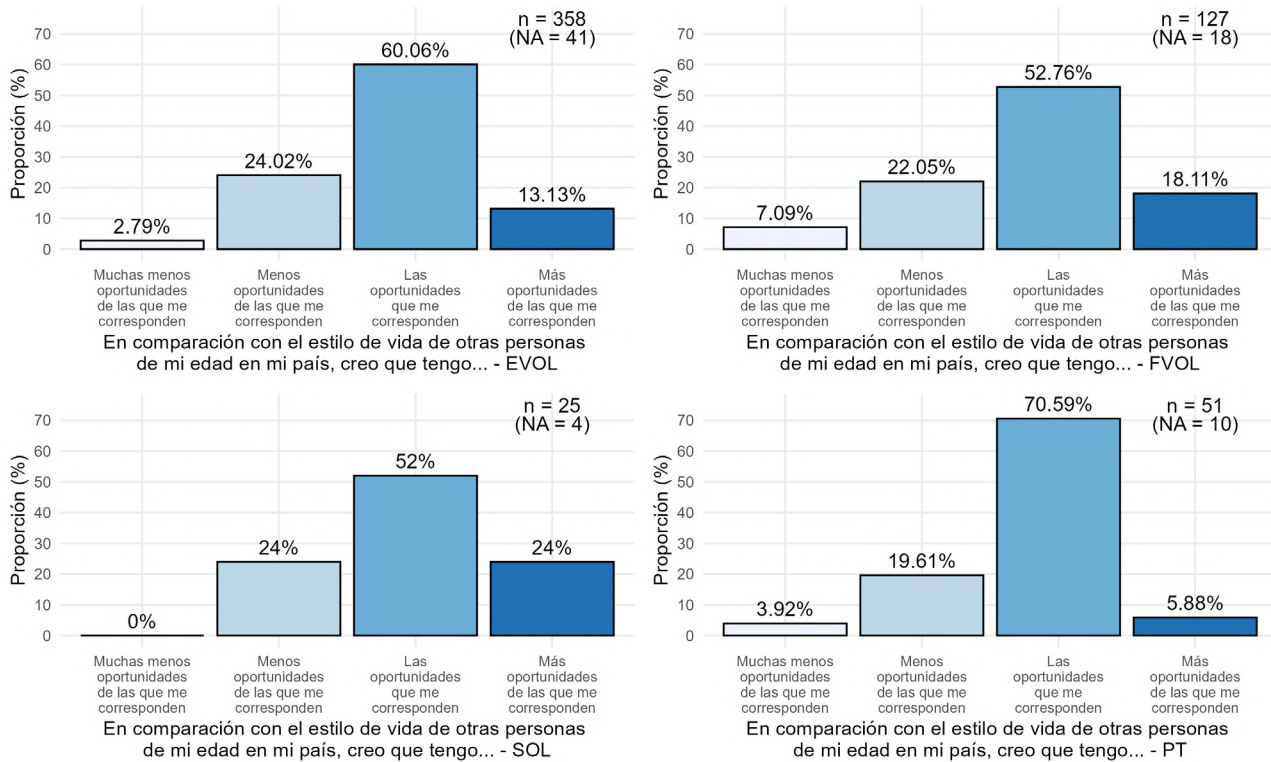 n = 358
(NA = 41)
Proporción (%)
70
60
50
40
30
20
10
0
2.79%
24.02%
60.06%
13.13%
Muchas menos
oportunidades
de las que me
corresponden
Menos
oportunidades
de las que me
corresponden
Las
oportunidades
que me
corresponden
Más
oportunidades
de las que me
corresponden
En comparación con el estilo de vida de otras personas
de mi edad en mi país, creo que tengo... - EVOL
n = 127
(NA = 18)
Proporción (%)
70
60
50
40
30
20
10
0
7.09%
22.05%
52.76%
18.11%
Muchas menos
oportunidades
de las que me
corresponden
Menos
oportunidades
de las que me
corresponden
Las
oportunidades
que me
corresponden
Más
oportunidades
de las que me
corresponden
En comparación con el estilo de vida de otras personas
de mi edad en mi país, creo que tengo... - FVOL
n = 25
(NA = 4)
Proporción (%)
70
60
50
40
30
20
10
0
0%
24%
52%
24%
Muchas menos
oportunidades
de las que me
corresponden
Menos
oportunidades
de las que me
corresponden
Las
oportunidades
que me
corresponden
Más
oportunidades
de las que me
corresponden
En comparación con el estilo de vida de otras personas
de mi edad en mi país, creo que tengo... - SOL
n = 51
(NA = 10)
Proporción (%)
70
60
50
40
30
20
10
0
3.92%
19.61%
70.59%
5.88%
Muchas menos
oportunidades
de las que me
corresponden
Menos
oportunidades
de las que me
corresponden
Las
oportunidades
que me
corresponden
Más
oportunidades
de las que me
corresponden
En comparación con el estilo de vida de otras personas
de mi edad en mi país, creo que tengo... - PT